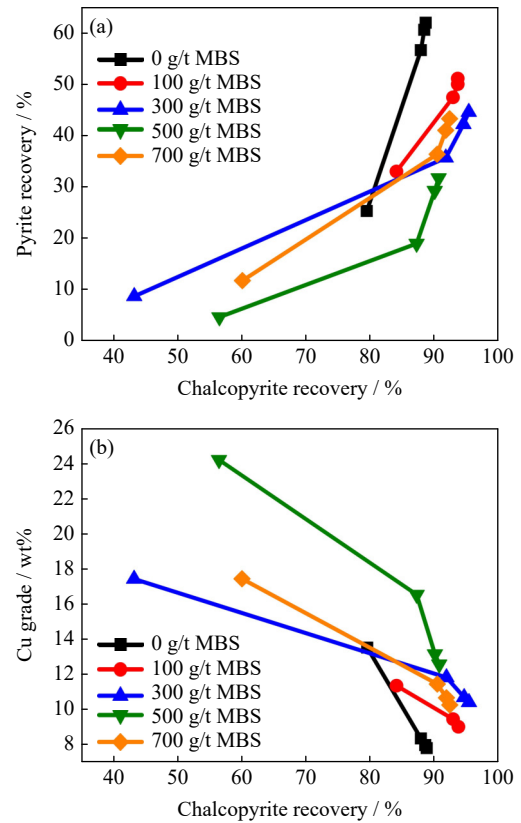 (a)
60
50
40
30
20
10
0
Pyrite recovery / %
0 g/t MBS
100 g/t MBS
300 g/t MBS
500 g/t MBS
700 g/t MBS
40 50 60 70 80 90 100
Chalcopyrite recovery / %
(b)
26
24
22
20
18
16
14
12
10
8
Cu grade / wt%
0 g/t MBS
100 g/t MBS
300 g/t MBS
500 g/t MBS
700 g/t MBS
40 50 60 70 80 90 100
Chalcopyrite recovery / %